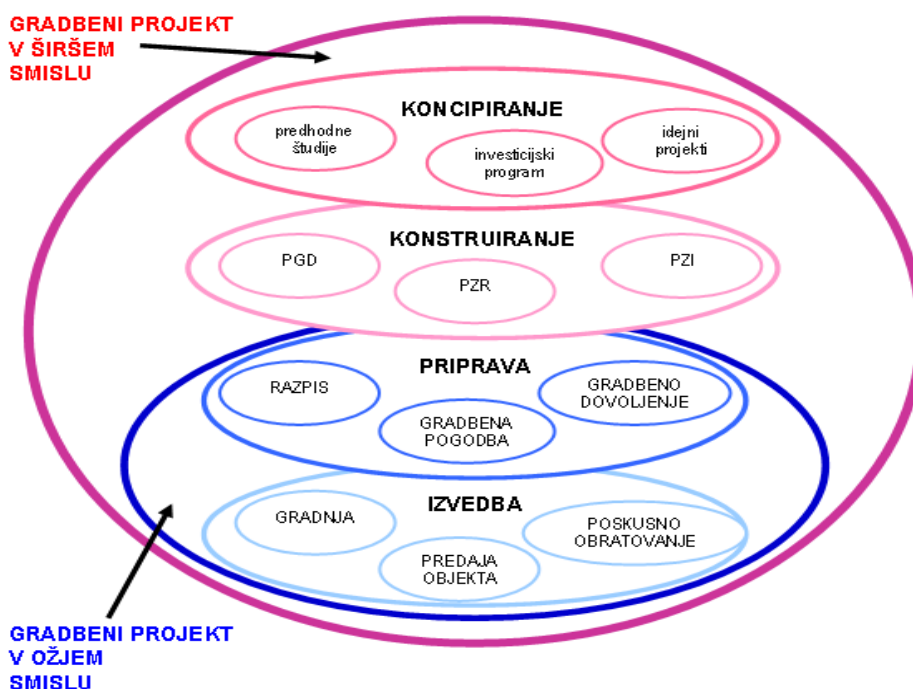 GRADBENI PROJEKT
V ŠIRŠEM
SMISLU
KONCIPIRANJE
predhodne
študije
investicijski
program
idejni
projekti
KONSTRUIRANJE
PGD
PZR
PZI
PRIPRAVA
RAZPIS
GRADBENA
POGODBA
GRADBENO
DOVOLJENJE
IZVEDBA
GRADNJA
PREDAJA
OBJEKTA
POSKUSNO
OBRATOVANJE
GRADBENI PROJEKT
V OŽJEM
SMISLU